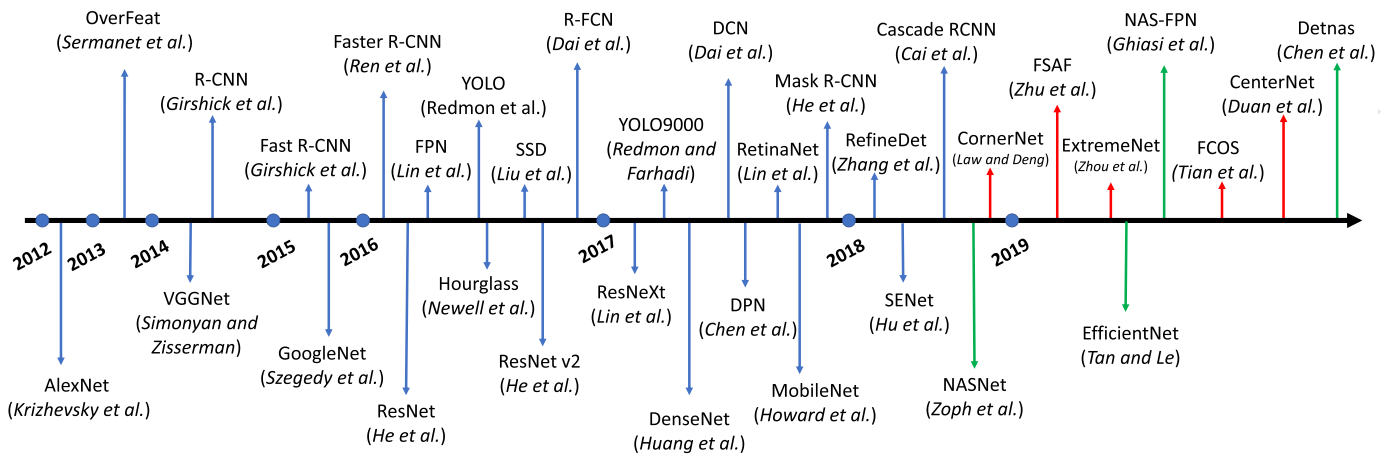 OverFeat
(Sermanet et al.)
R-CNN
(Girshick et al.)
Fast R-CNN
(Girshick et al.)
Faster R-CNN
(Ren et al.)
FPN
(Lin et al.)
YOLO
(Redmon et al.)
SSD
(Liu et al.)
R-FCN
(Dai et al.)
YOLO9000
(Redmon and
Farhadi)
DCN
(Dai et al.)
RetinaNet
(Lin et al.)
Mask R-CNN
(He et al.)
RefineDet
(Zhang et al.)
Cascade RCNN
(Cai et al.)
CornerNet
(Law and Deng)
FSAF
(Zhu et al.)
ExtremeNet
(Zhou et al.)
NAS-FPN
(Ghiasi et al.)
FCOS
(Tian et al.)
CenterNet
(Duan et al.)
Detnas
(Chen et al.)
2012
2013
2014
2015
2016
2017
2018
2019
AlexNet
(Krizhevsky et al.)
VGGNet
(Simonyan and
Zisserman)
GoogleNet
(Szegedy et al.)
ResNet
(He et al.)
Hourglass
(Newell et al.)
ResNet v2
(He et al.)
ResNeXt
(Lin et al.)
DenseNet
(Huang et al.)
DPN
(Chen et al.)
MobileNet
(Howard et al.)
SENet
(Hu et al.)
NASNet
(Zoph et al.)
EfficientNet
(Tan and Le)